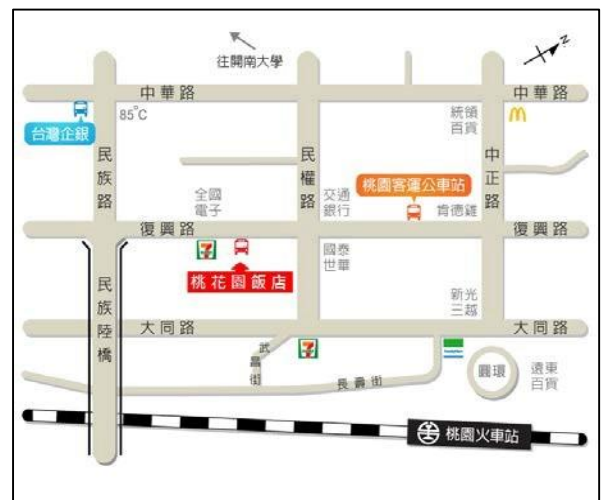 往開南大學
N
中華路
中華路
台灣企銀
85°C
統領
百貨
民族路
民權路
中正路
全國
電子
交通
銀行
桃園客運公車站
肯德雞
復興路
復興路
7
國泰
世華
桃花園飯店
民族陸橋
新光
三越
大同路
大同路
武昌街
7
FamilyMart
長壽街
圓環
遠東
百貨
桃園火車站